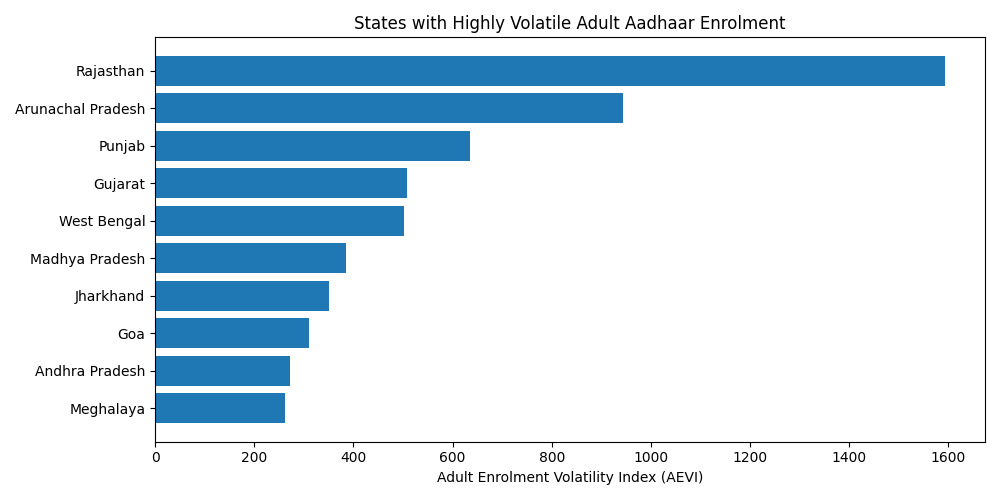 States with Highly Volatile Adult Aadhaar Enrolment
Rajasthan
Arunachal Pradesh
Punjab
Gujarat
West Bengal
Madhya Pradesh
Jharkhand
Goa
Andhra Pradesh
Meghalaya
0 200 400 600 800 1000 1200 1400 1600
Adult Enrolment Volatility Index (AEVI)